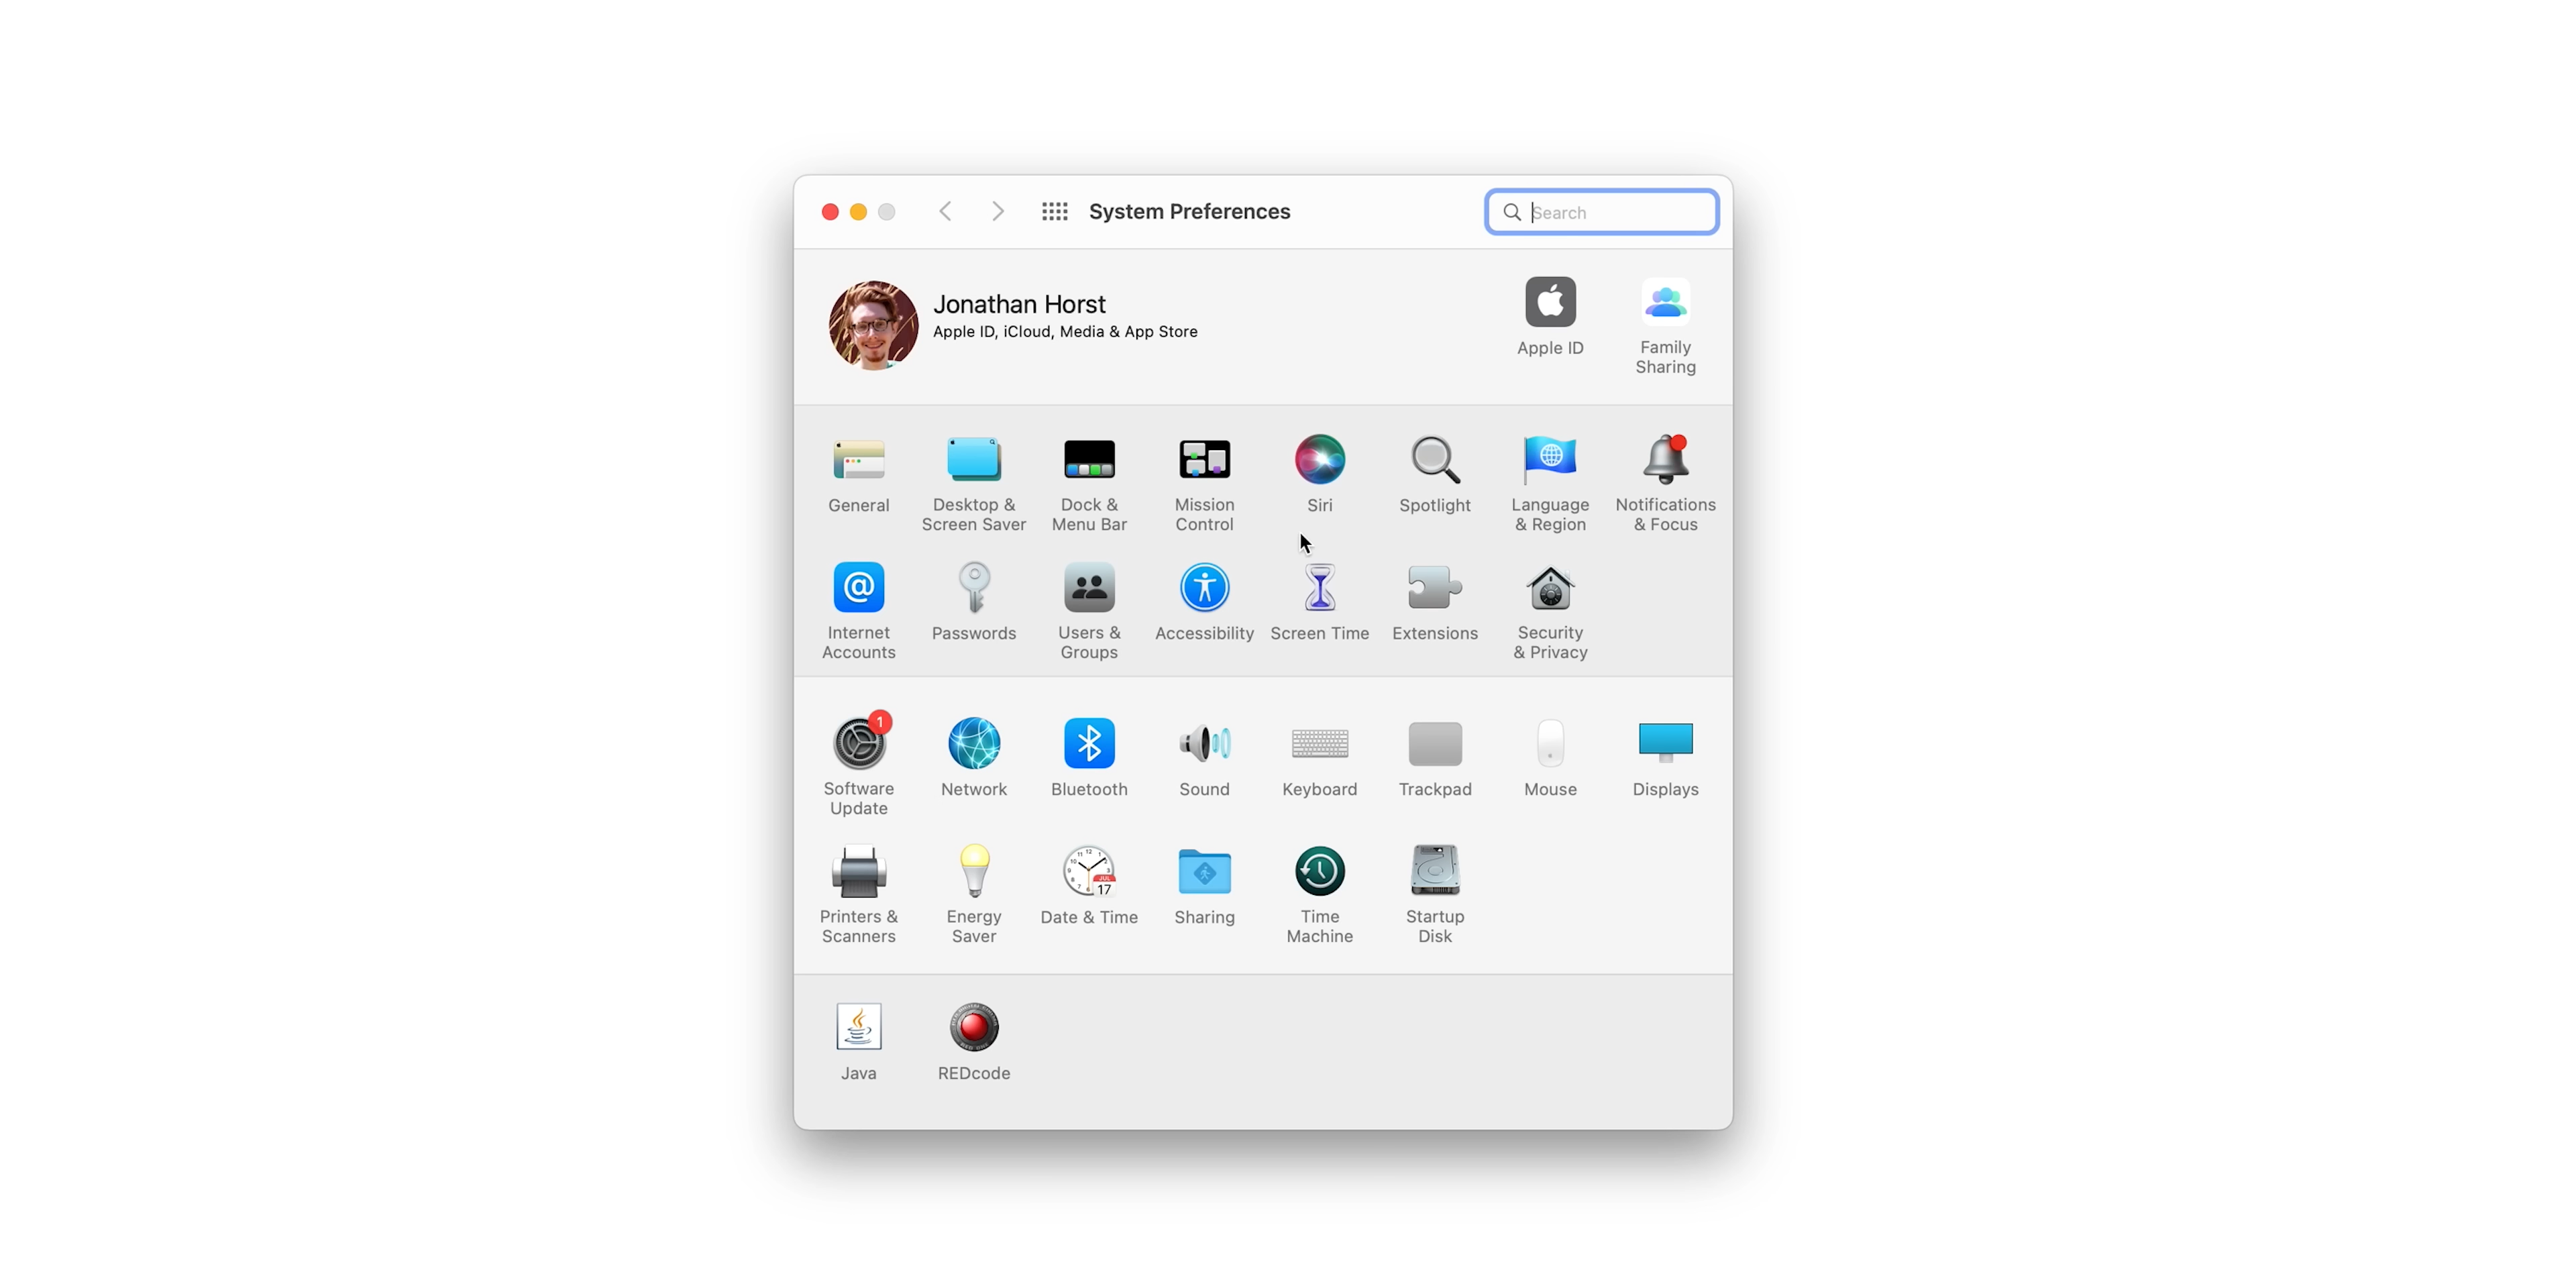 System Preferences
Search
Jonathan Horst
Apple ID, iCloud, Media & App Store
Apple ID
Family
Sharing
General
Desktop &
Screen Saver
Dock &
Menu Bar
Mission
Control
Siri
Spotlight
Language
& Region
Notifications
& Focus
@
Internet
Accounts
Passwords
Users &
Groups
Accessibility
Screen Time
Extensions
Security
& Privacy
1
Software
Update
Network
Bluetooth
Sound
Keyboard
Trackpad
Mouse
Displays
Printers &
Scanners
Energy
Saver
JUL
17
Date & Time
Sharing
Time
Machine
Startup
Disk
Java
REDcode